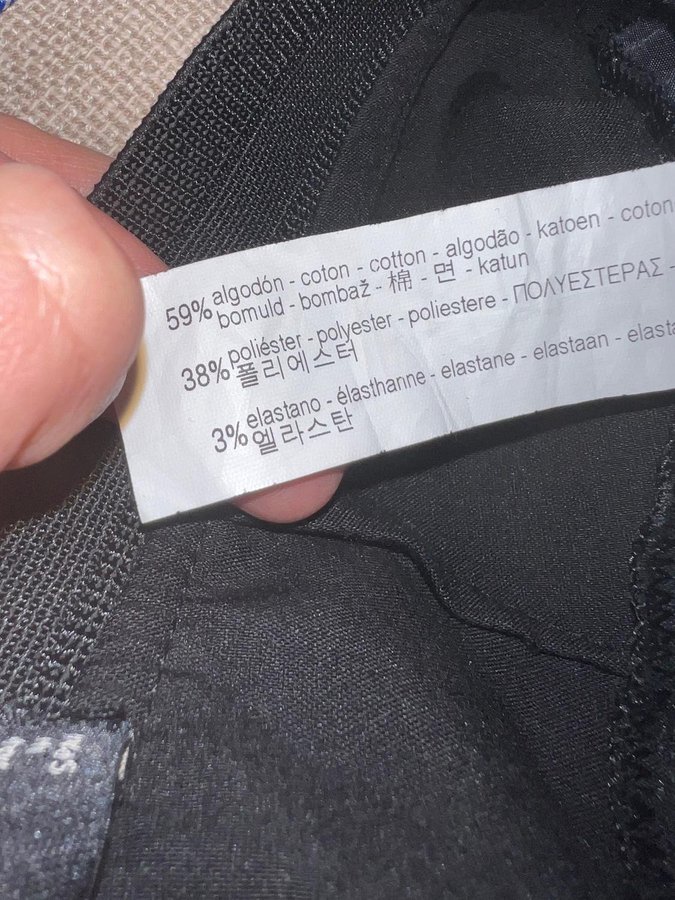 59% algodón - coton - cotton - algodão - katoen - coton
bomuld - bombaž - 棉 - 면 - katun
38% poliéster - polyester - poliestere - ΠΟΛΥΕΣΤΕΡΑΣ -
폴리에스터
3% elastano - élasthanne - elastane - elastaan - elasta
엘라스탄